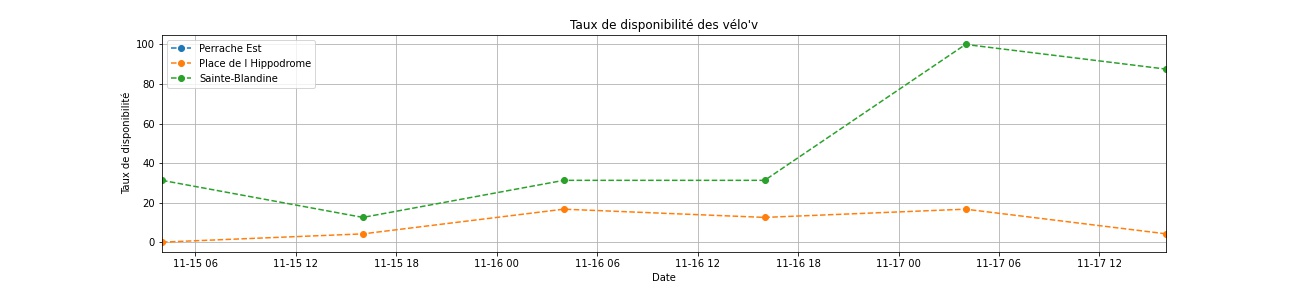 Taux de disponibilité des vélo'v
Perrache Est
Place de l Hippodrome
Sainte-Blandine
Taux de disponibilité
100
80
60
40
20
0
11-15 06
11-15 12
11-15 18
11-16 00
11-16 06
11-16 12
11-16 18
11-17 00
11-17 06
11-17 12
Date